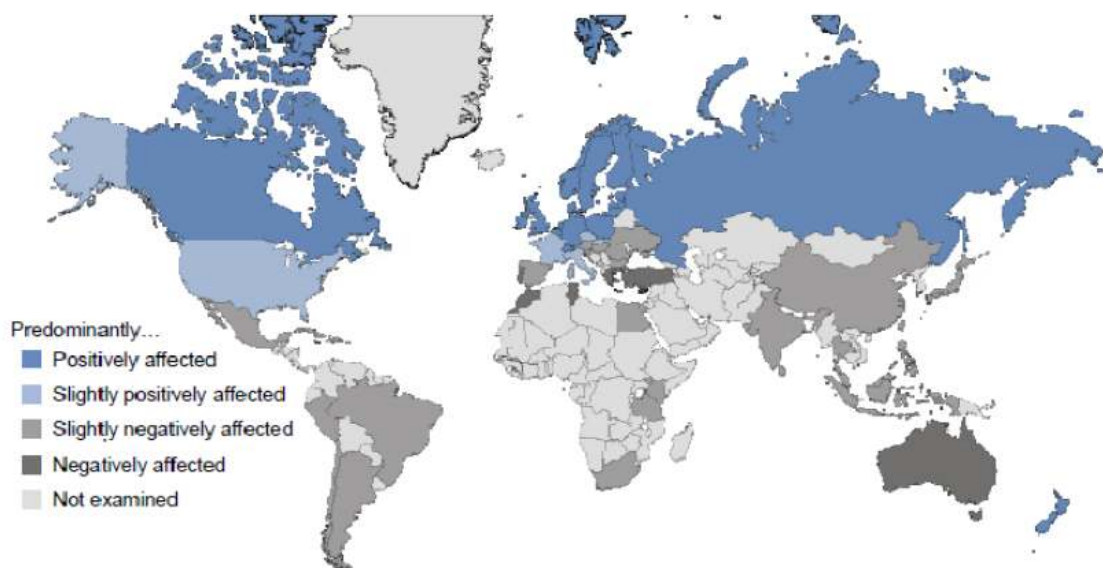 Predominantly...
Positively affected
Slightly positively affected
Slightly negatively affected
Negatively affected
Not examined